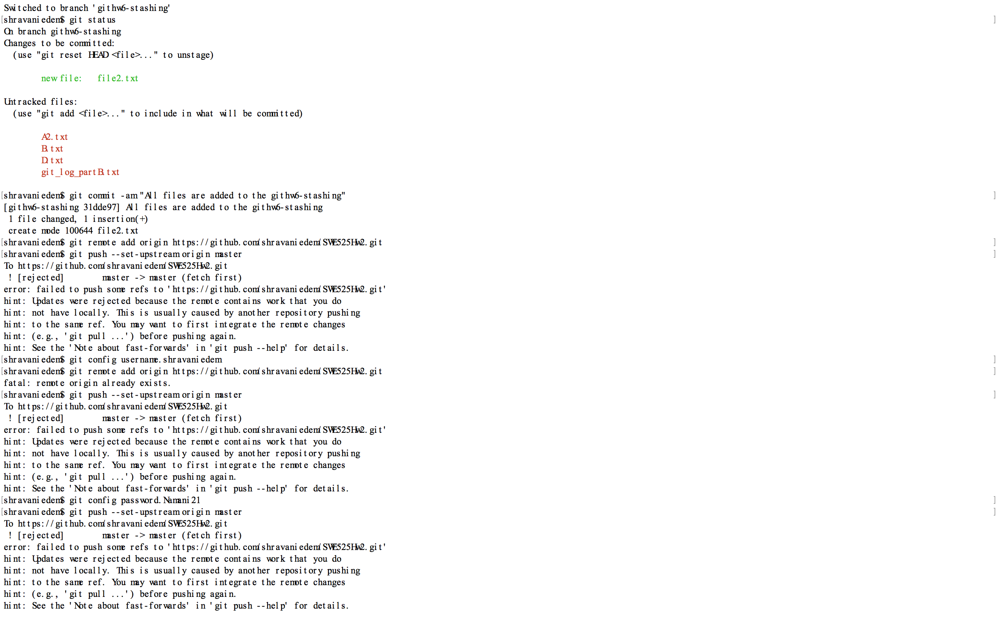 Switched to branch 'githw6-stashing'
[shravaniedem$ git status ]
On branch githw6-stashing
Changes to be committed:
  (use "git reset HEAD <file>..." to unstage)
new file:   file2.txt
Untracked files:
  (use "git add <file>..." to include in what will be committed)
A2.txt
B.txt
D.txt
git_log_partB.txt
[shravaniedem$ git commit -am "All files are added to the githw6-stashing" ]
[githw6-stashing 31dde97] All files are added to the githw6-stashing
 1 file changed, 1 insertion(+)
 create mode 100644 file2.txt
[shravaniedem$ git remote add origin https://github.com/shravaniedem/SWE525Hw2.git ]
[shravaniedem$ git push --set-upstream origin master ]
To https://github.com/shravaniedem/SWE525Hw2.git
 ! [rejected]        master -> master (fetch first)
error: failed to push some refs to 'https://github.com/shravaniedem/SWE525Hw2.git'
hint: Updates were rejected because the remote contains work that you do
hint: not have locally. This is usually caused by another repository pushing
hint: to the same ref. You may want to first integrate the remote changes
hint: (e.g., 'git pull ...') before pushing again.
hint: See the 'Note about fast-forwards' in 'git push --help' for details.
[shravaniedem$ git config username.shravaniedem ]
[shravaniedem$ git remote add origin https://github.com/shravaniedem/SWE525Hw2.git ]
fatal: remote origin already exists.
[shravaniedem$ git push --set-upstream origin master ]
To https://github.com/shravaniedem/SWE525Hw2.git
 ! [rejected]        master -> master (fetch first)
error: failed to push some refs to 'https://github.com/shravaniedem/SWE525Hw2.git'
hint: Updates were rejected because the remote contains work that you do
hint: not have locally. This is usually caused by another repository pushing
hint: to the same ref. You may want to first integrate the remote changes
hint: (e.g., 'git pull ...') before pushing again.
hint: See the 'Note about fast-forwards' in 'git push --help' for details.
[shravaniedem$ git config password.Namani21 ]
[shravaniedem$ git push --set-upstream origin master ]
To https://github.com/shravaniedem/SWE525Hw2.git
 ! [rejected]        master -> master (fetch first)
error: failed to push some refs to 'https://github.com/shravaniedem/SWE525Hw2.git'
hint: Updates were rejected because the remote contains work that you do
hint: not have locally. This is usually caused by another repository pushing
hint: to the same ref. You may want to first integrate the remote changes
hint: (e.g., 'git pull ...') before pushing again.
hint: See the 'Note about fast-forwards' in 'git push --help' for details.